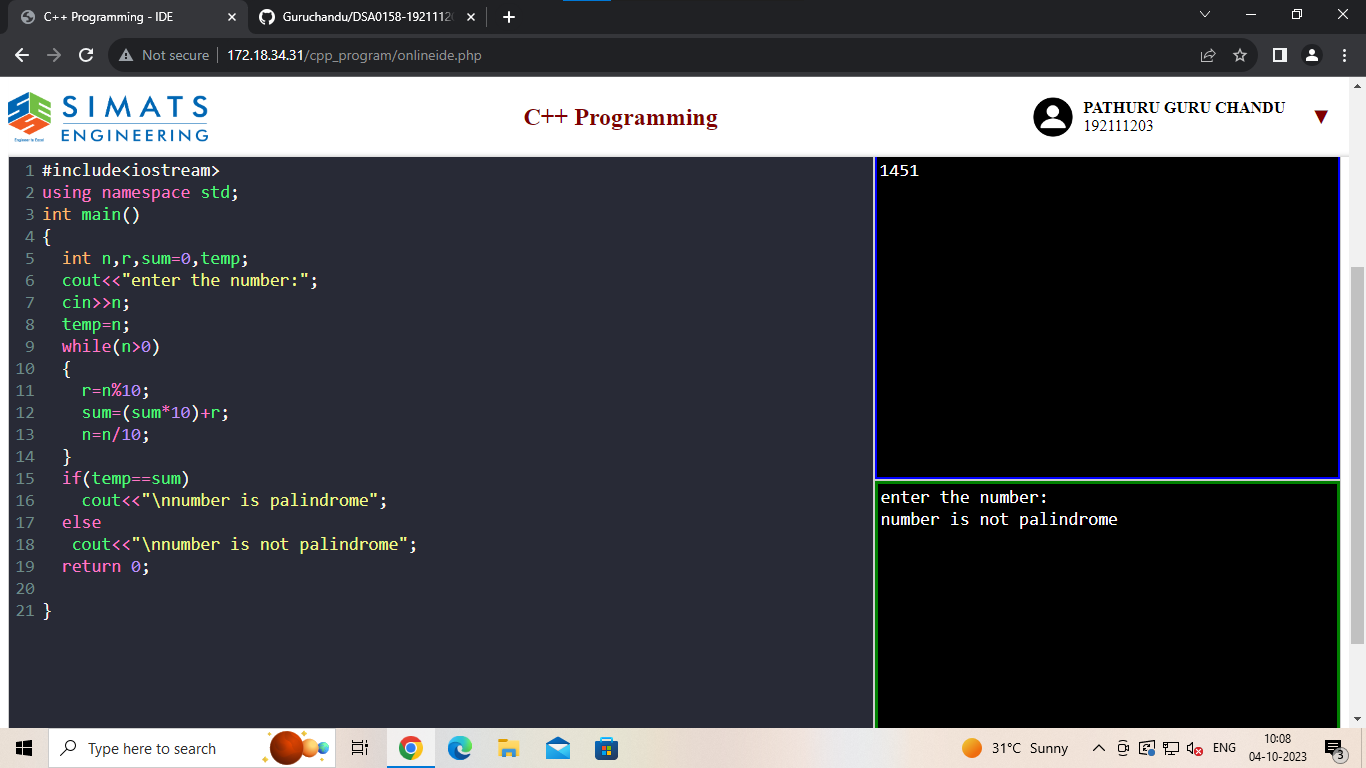 C++ Programming - IDE
Guruchandu/DSA0158-1921112
Not secure
172.18.34.31/cpp_program/onlineide.php
SIMATS
ENGINEERING
Engineer to Excel
C++ Programming
PATHURU GURU CHANDU
192111203
1 #include<iostream>
2 using namespace std;
3 int main()
4 {
5 int n,r,sum=0,temp;
6 cout<<"enter the number:";
7 cin>>n;
8 temp=n;
9 while(n>0)
10 {
11 r=n%10;
12 sum=(sum*10)+r;
13 n=n/10;
14 }
15 if(temp==sum)
16 cout<<"\nnumber is palindrome";
17 else
18 cout<<"\nnumber is not palindrome";
19 return 0;
20
21 }
1451
enter the number:
number is not palindrome
Type here to search
31°C Sunny
ENG
10:08
04-10-2023
3